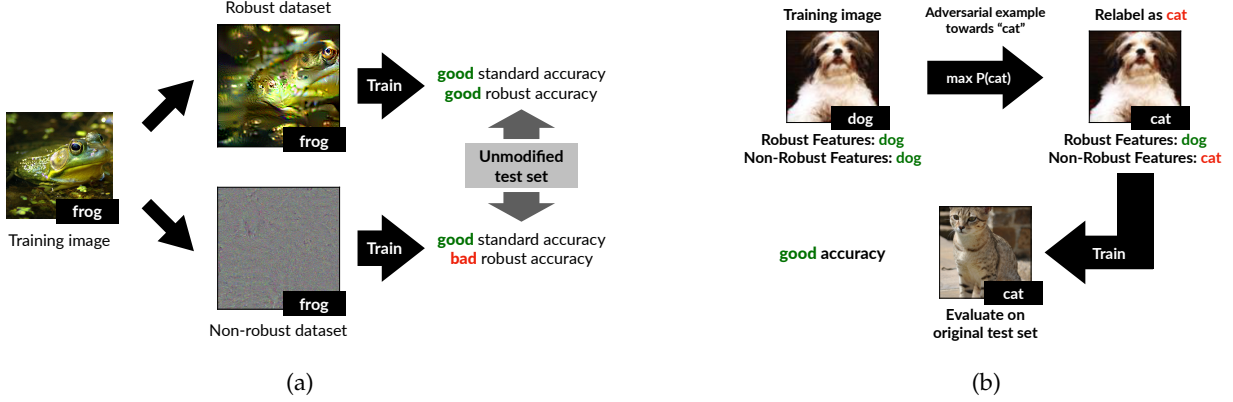 Robust dataset
frog
Train
good standard accuracy
good robust accuracy
Unmodified
test set
frog
Training image
Train
good standard accuracy
bad robust accuracy
frog
Non-robust dataset
(a)
Training image
Adversarial example
towards "cat"
Relabel as cat
max P(cat)
dog
cat
Robust Features: dog
Non-Robust Features: dog
Robust Features: dog
Non-Robust Features: cat
good accuracy
Train
cat
Evaluate on
original test set
(b)